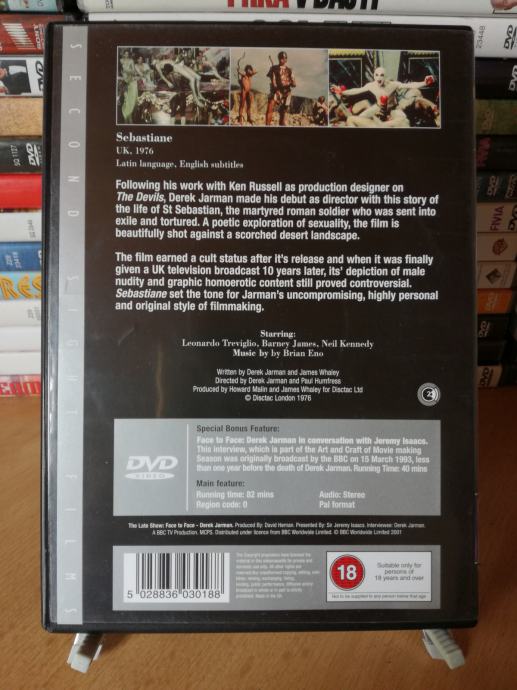 SECOND SIGHT FILMS
Sebastiane
UK, 1976
Latin language, English subtitles
Following his work with Ken Russell as production designer on
The Devils, Derek Jarman made his debut as director with this story of
the life of St Sebastian, the martyred roman soldier who was sent into
exile and tortured. A poetic exploration of sexuality, the film is
beautifully shot against a scorched desert landscape.
The film earned a cult status after it's release and when it was finally
given a UK television broadcast 10 years later, its' depiction of male
nudity and graphic homoerotic content still proved controversial.
Sebastiane set the tone for Jarman's uncompromising, highly personal
and original style of filmmaking.
Starring:
Leonardo Treviglio, Barney James, Neil Kennedy
Music by by Brian Eno
Written by Derek Jarman and James Whaley
Directed by Derek Jarman and Paul Humfress
Produced by Howard Malin and James Whaley for Disctac Ltd
© Disctac London 1976
Special Bonus Feature:
Face to Face: Derek Jarman in conversation with Jeremy Isaacs.
This interview, which is part of the Art and Craft of Movie making
Season was originally broadcast by the BBC on 15 March 1993, less
than one year before the death of Derek Jarman. Running Time: 40 mins
DVD
VIDEO
Main feature:
Running time: 82 mins
Audio: Stereo
Region code: 0
Pal format
The Late Show: Face to Face - Derek Jarman. Produced By: David Herman. Presented By: Sir Jeremy Isaacs. Interviewee: Derek Jarman.
A BBC TV Production. MCPS. Distributed under licence from BBC Worldwide Limited. © BBC Worldwide Limited 2001
5 028836 030188
18
Suitable only for
persons of
18 years and over
Not to be supplied to any person below that age
SONY
DVD
23448